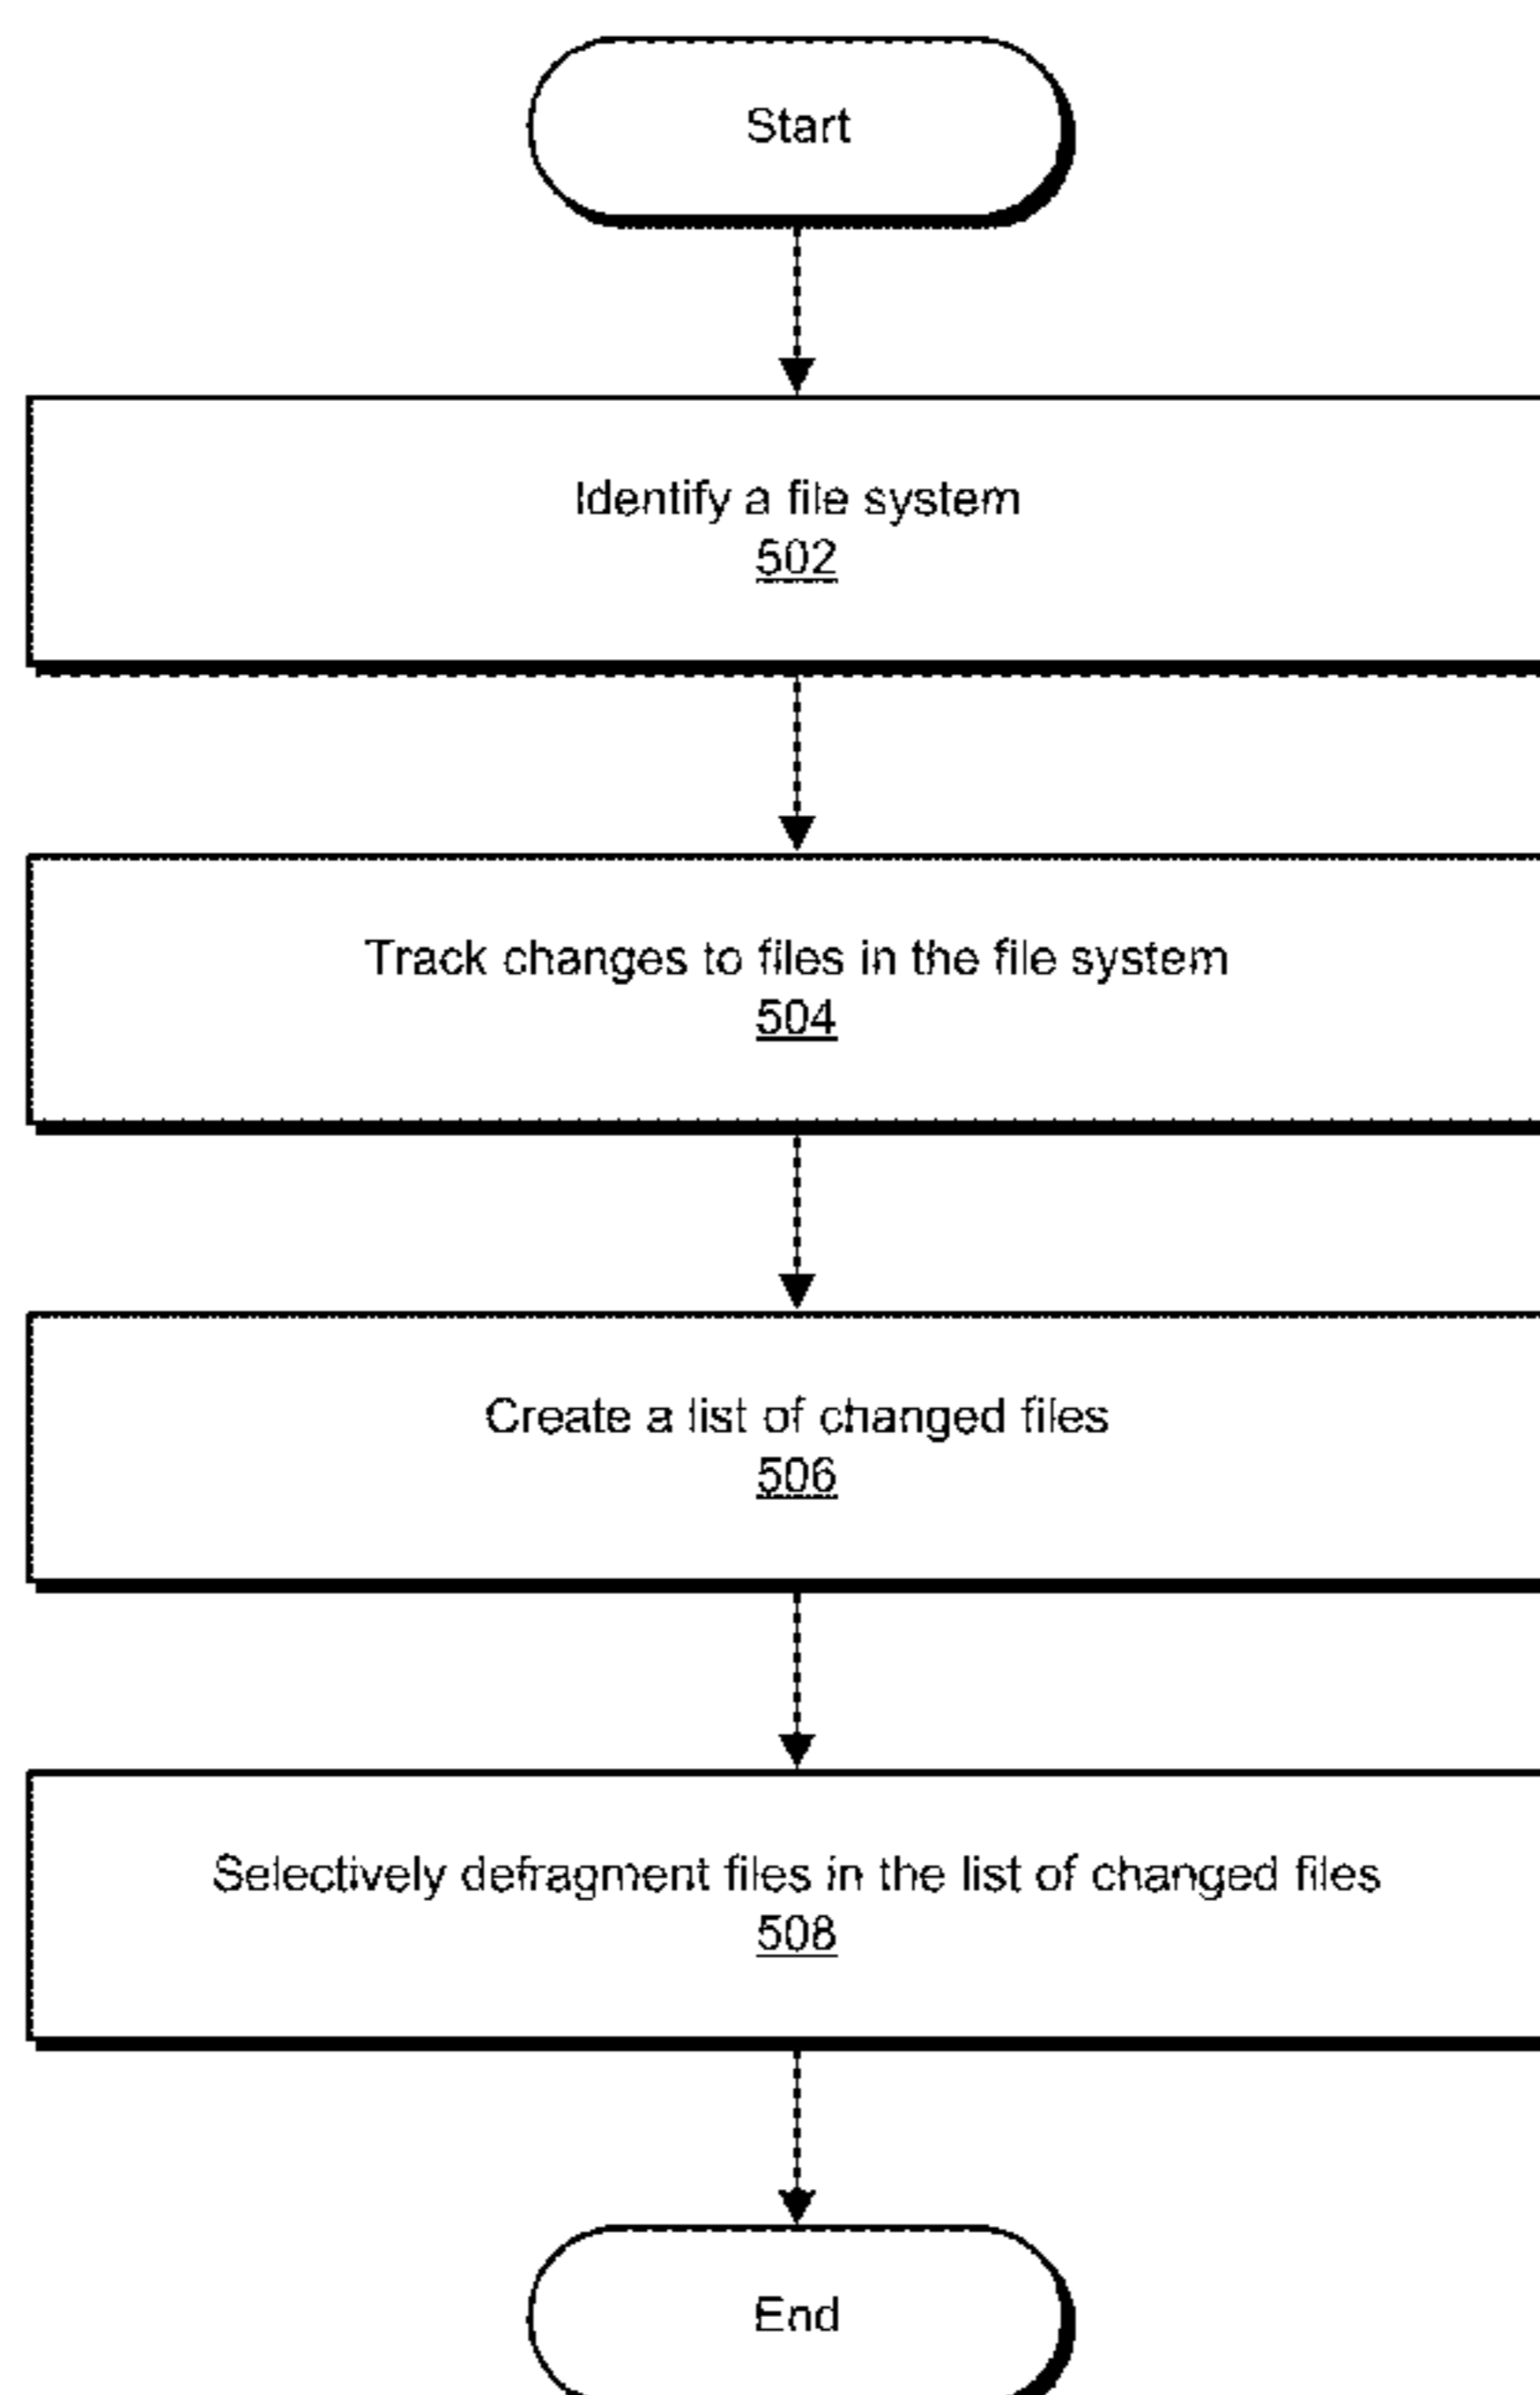 Start
Identify a file system
502
Track changes to files in the file system
504
Create a list of changed files
506
Selectively defragment files in the list of changed files
508
End